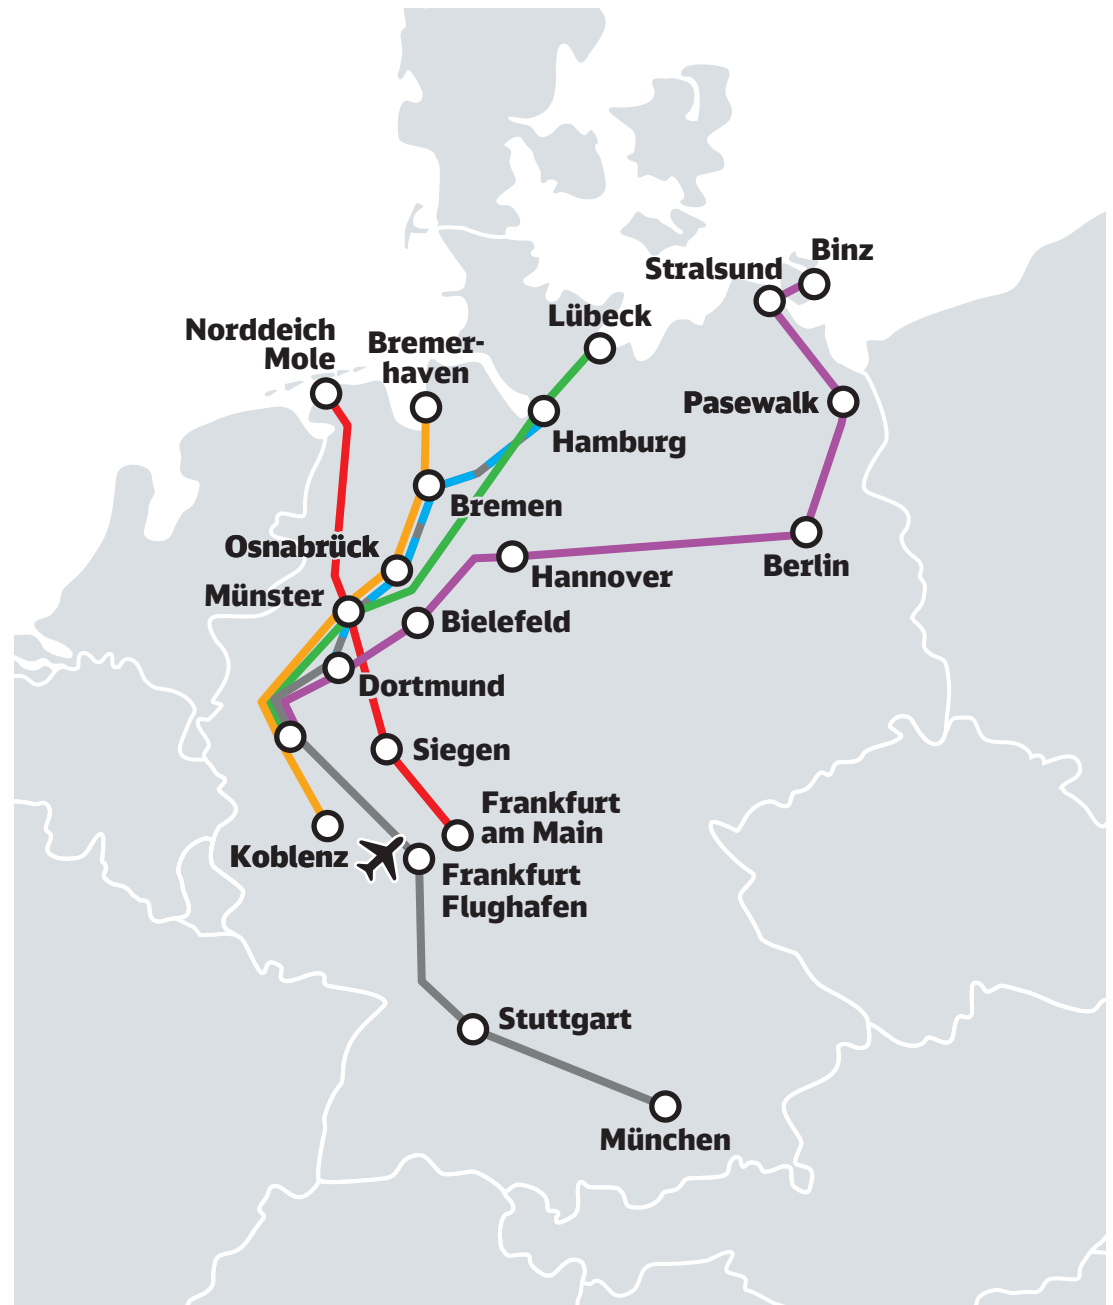 Binz
Stralsund
Lübeck
Norddeich
Mole
Bremer-
haven
Pasewalk
Hamburg
Bremen
Osnabrück
Hannover
Berlin
Münster
Bielefeld
Dortmund
Siegen
Frankfurt
am Main
Koblenz
Frankfurt
Flughafen
Stuttgart
München